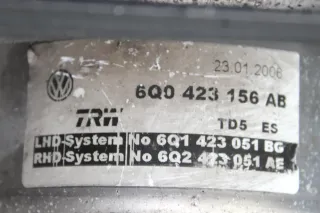 23.01.2006
6Q0 423 156 AB
TRW
TD5 ES
LHD-System No 6Q1 423 051 BG
RHD-System No 6Q2 423 051 AE